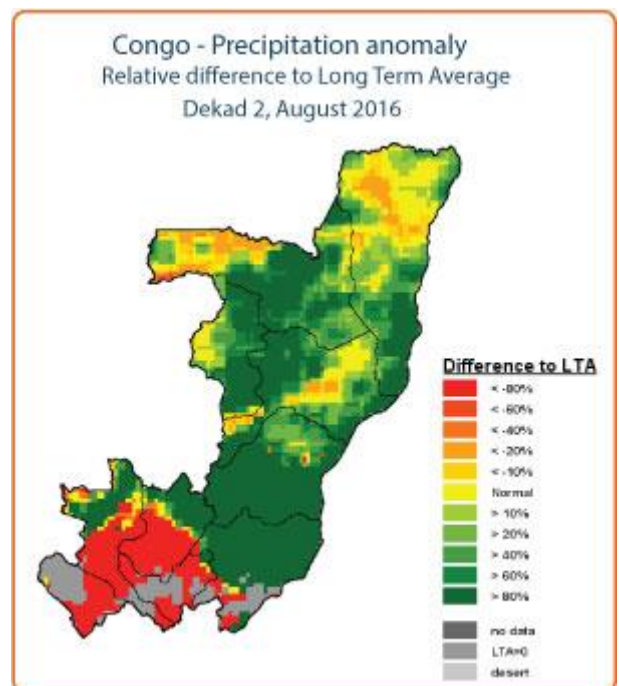 Congo - Precipitation anomaly
Relative difference to Long Term Average
Dekad 2, August 2016
Difference to LTA
< -80%
< -60%
< -40%
< -20%
< -10%
Normal
> 10%
> 20%
> 40%
> 60%
> 80%
no data
LTA=0
desert